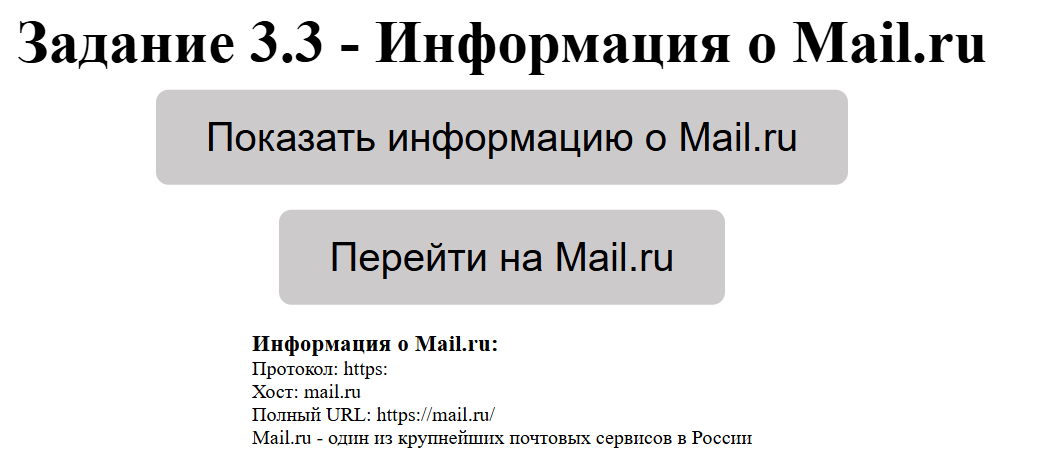 Задание 3.3 - Информация о Mail.ru
Показать информацию о Mail.ru
Перейти на Mail.ru
Информация о Mail.ru:
Протокол: https:
Хост: mail.ru
Полный URL: https://mail.ru/
Mail.ru - один из крупнейших почтовых сервисов в России